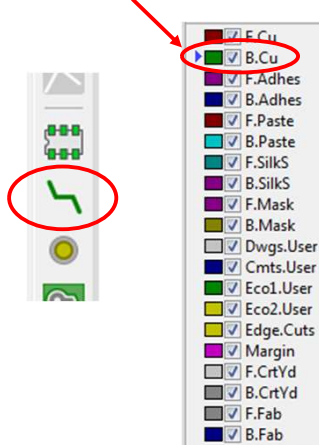 F.Cu
B.Cu
F.Adhes
B.Adhes
F.Paste
B.Paste
F.SilkS
B.SilkS
F.Mask
B.Mask
Dwgs.User
Cmts.User
Eco1.User
Eco2.User
Edge.Cuts
Margin
F.CrtYd
B.CrtYd
F.Fab
B.Fab